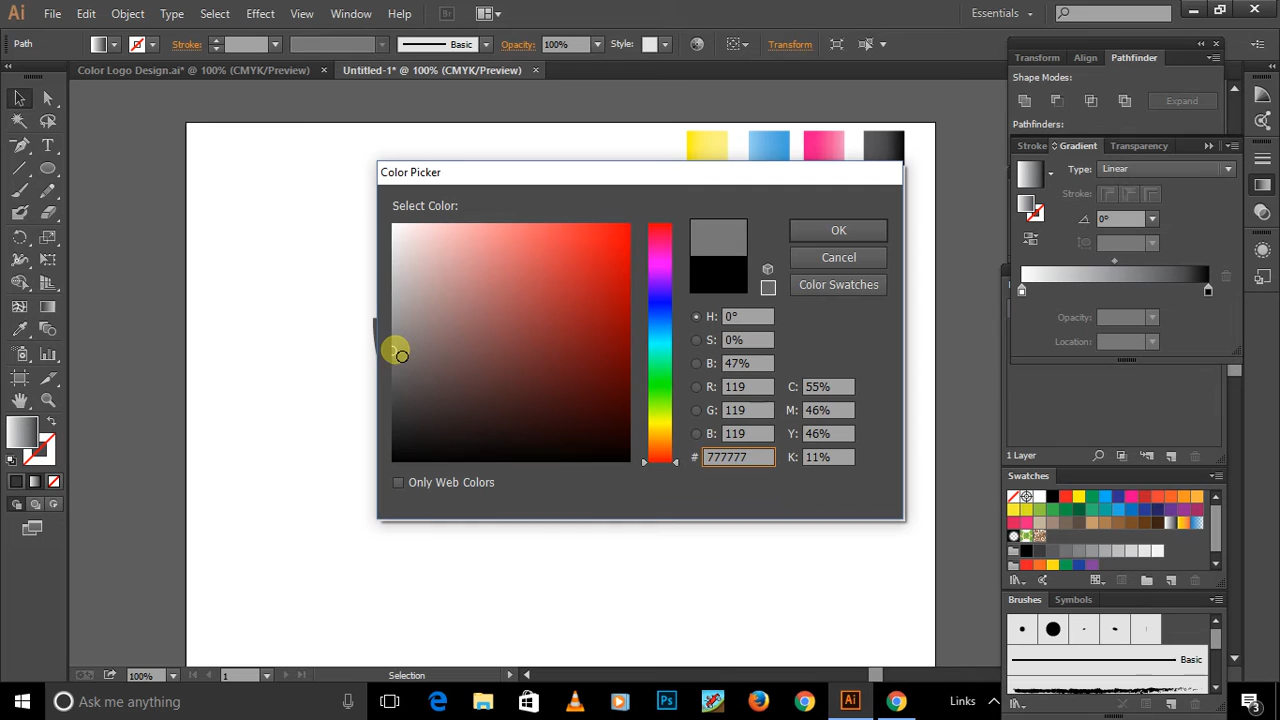 Ai File Edit Object Type Select Effect View Window Help Br Essentials
Path Stroke: Basic Opacity: 100% Style: Transform
Color Logo Design.ai* @ 100% (CMYK/Preview) × Untitled-1* @ 100% (CMYK/Preview) ×
Transform Align Pathfinder
Shape Modes:
Expand
Pathfinders:
Stroke Gradient Transparency
Type: Linear
Stroke:
0°
Opacity:
Location:
1 Layer
Swatches
Brushes Symbols
Basic
Color Picker
Select Color:
OK
Cancel
Color Swatches
H: 0°
S: 0%
B: 47%
R: 119 C: 55%
G: 119 M: 46%
B: 119 Y: 46%
# 777777 K: 11%
Only Web Colors
T
100% 1 Selection
Ask me anything Ps Ai Links 3